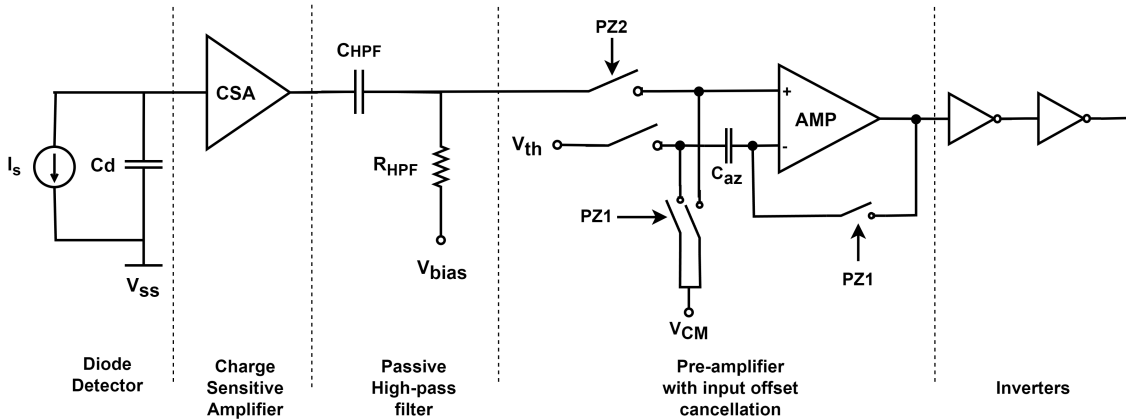 PZ2
CHPF
CSA
AMP
+
-
Is
Cd
Vth
Caz
RHPF
PZ1
PZ1
Vbias
Vss
VCM
Diode
Detector
Charge
Sensitive
Amplifier
Passive
High-pass
filter
Pre-amplifier
with input offset
cancellation
Inverters